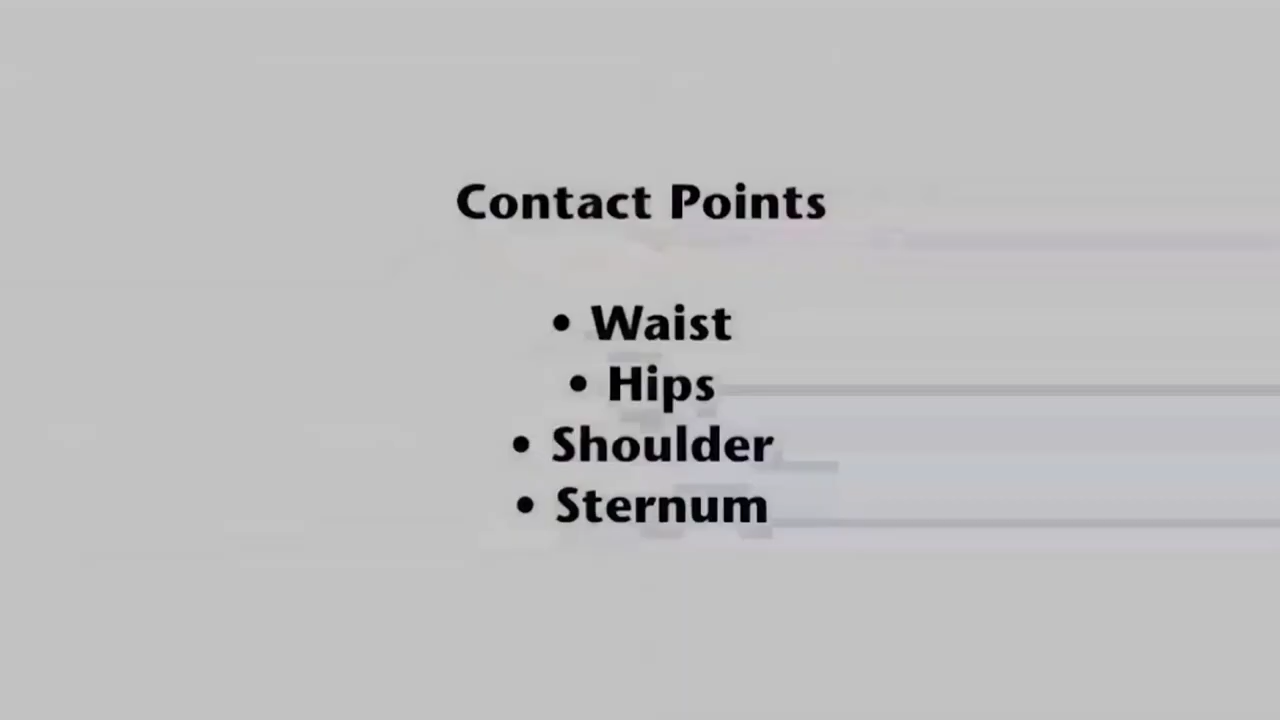 Contact Points
• Waist
• Hips
• Shoulder
• Sternum